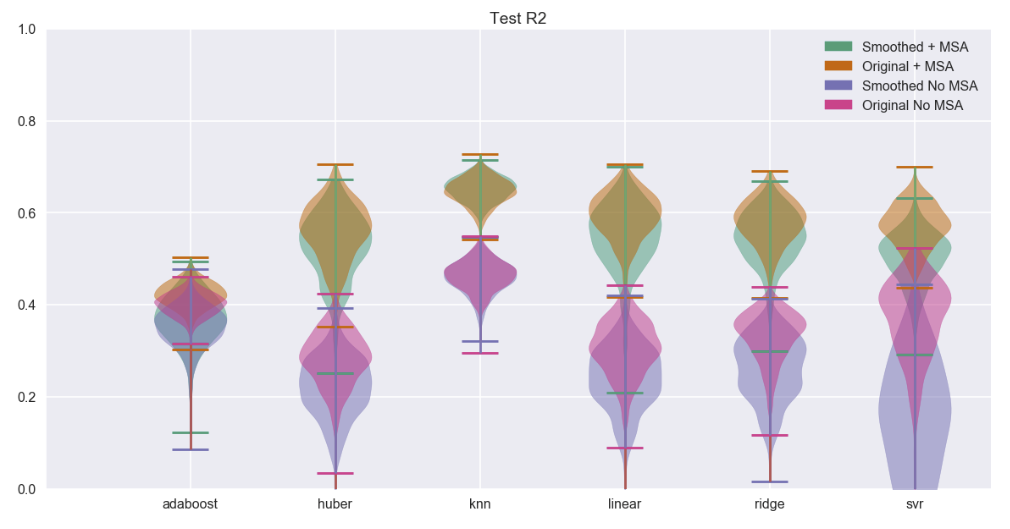 Test R2
1.0
0.8
0.6
0.4
0.2
0.0
Smoothed + MSA
Original + MSA
Smoothed No MSA
Original No MSA
adaboost huber knn linear ridge svr